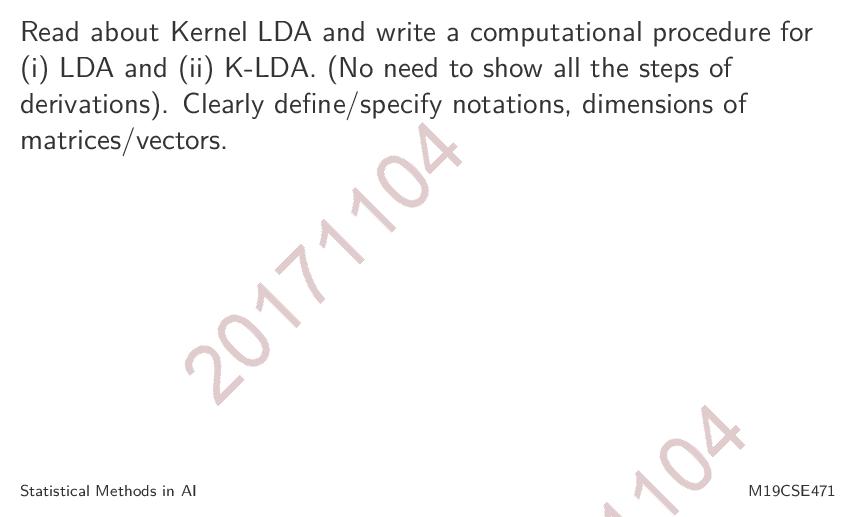 Read about Kernel LDA and write a computational procedure for
(i) LDA and (ii) K-LDA. (No need to show all the steps of
derivations). Clearly define/specify notations, dimensions of
matrices/vectors.
20171104
1104
Statistical Methods in AI
M19CSE471